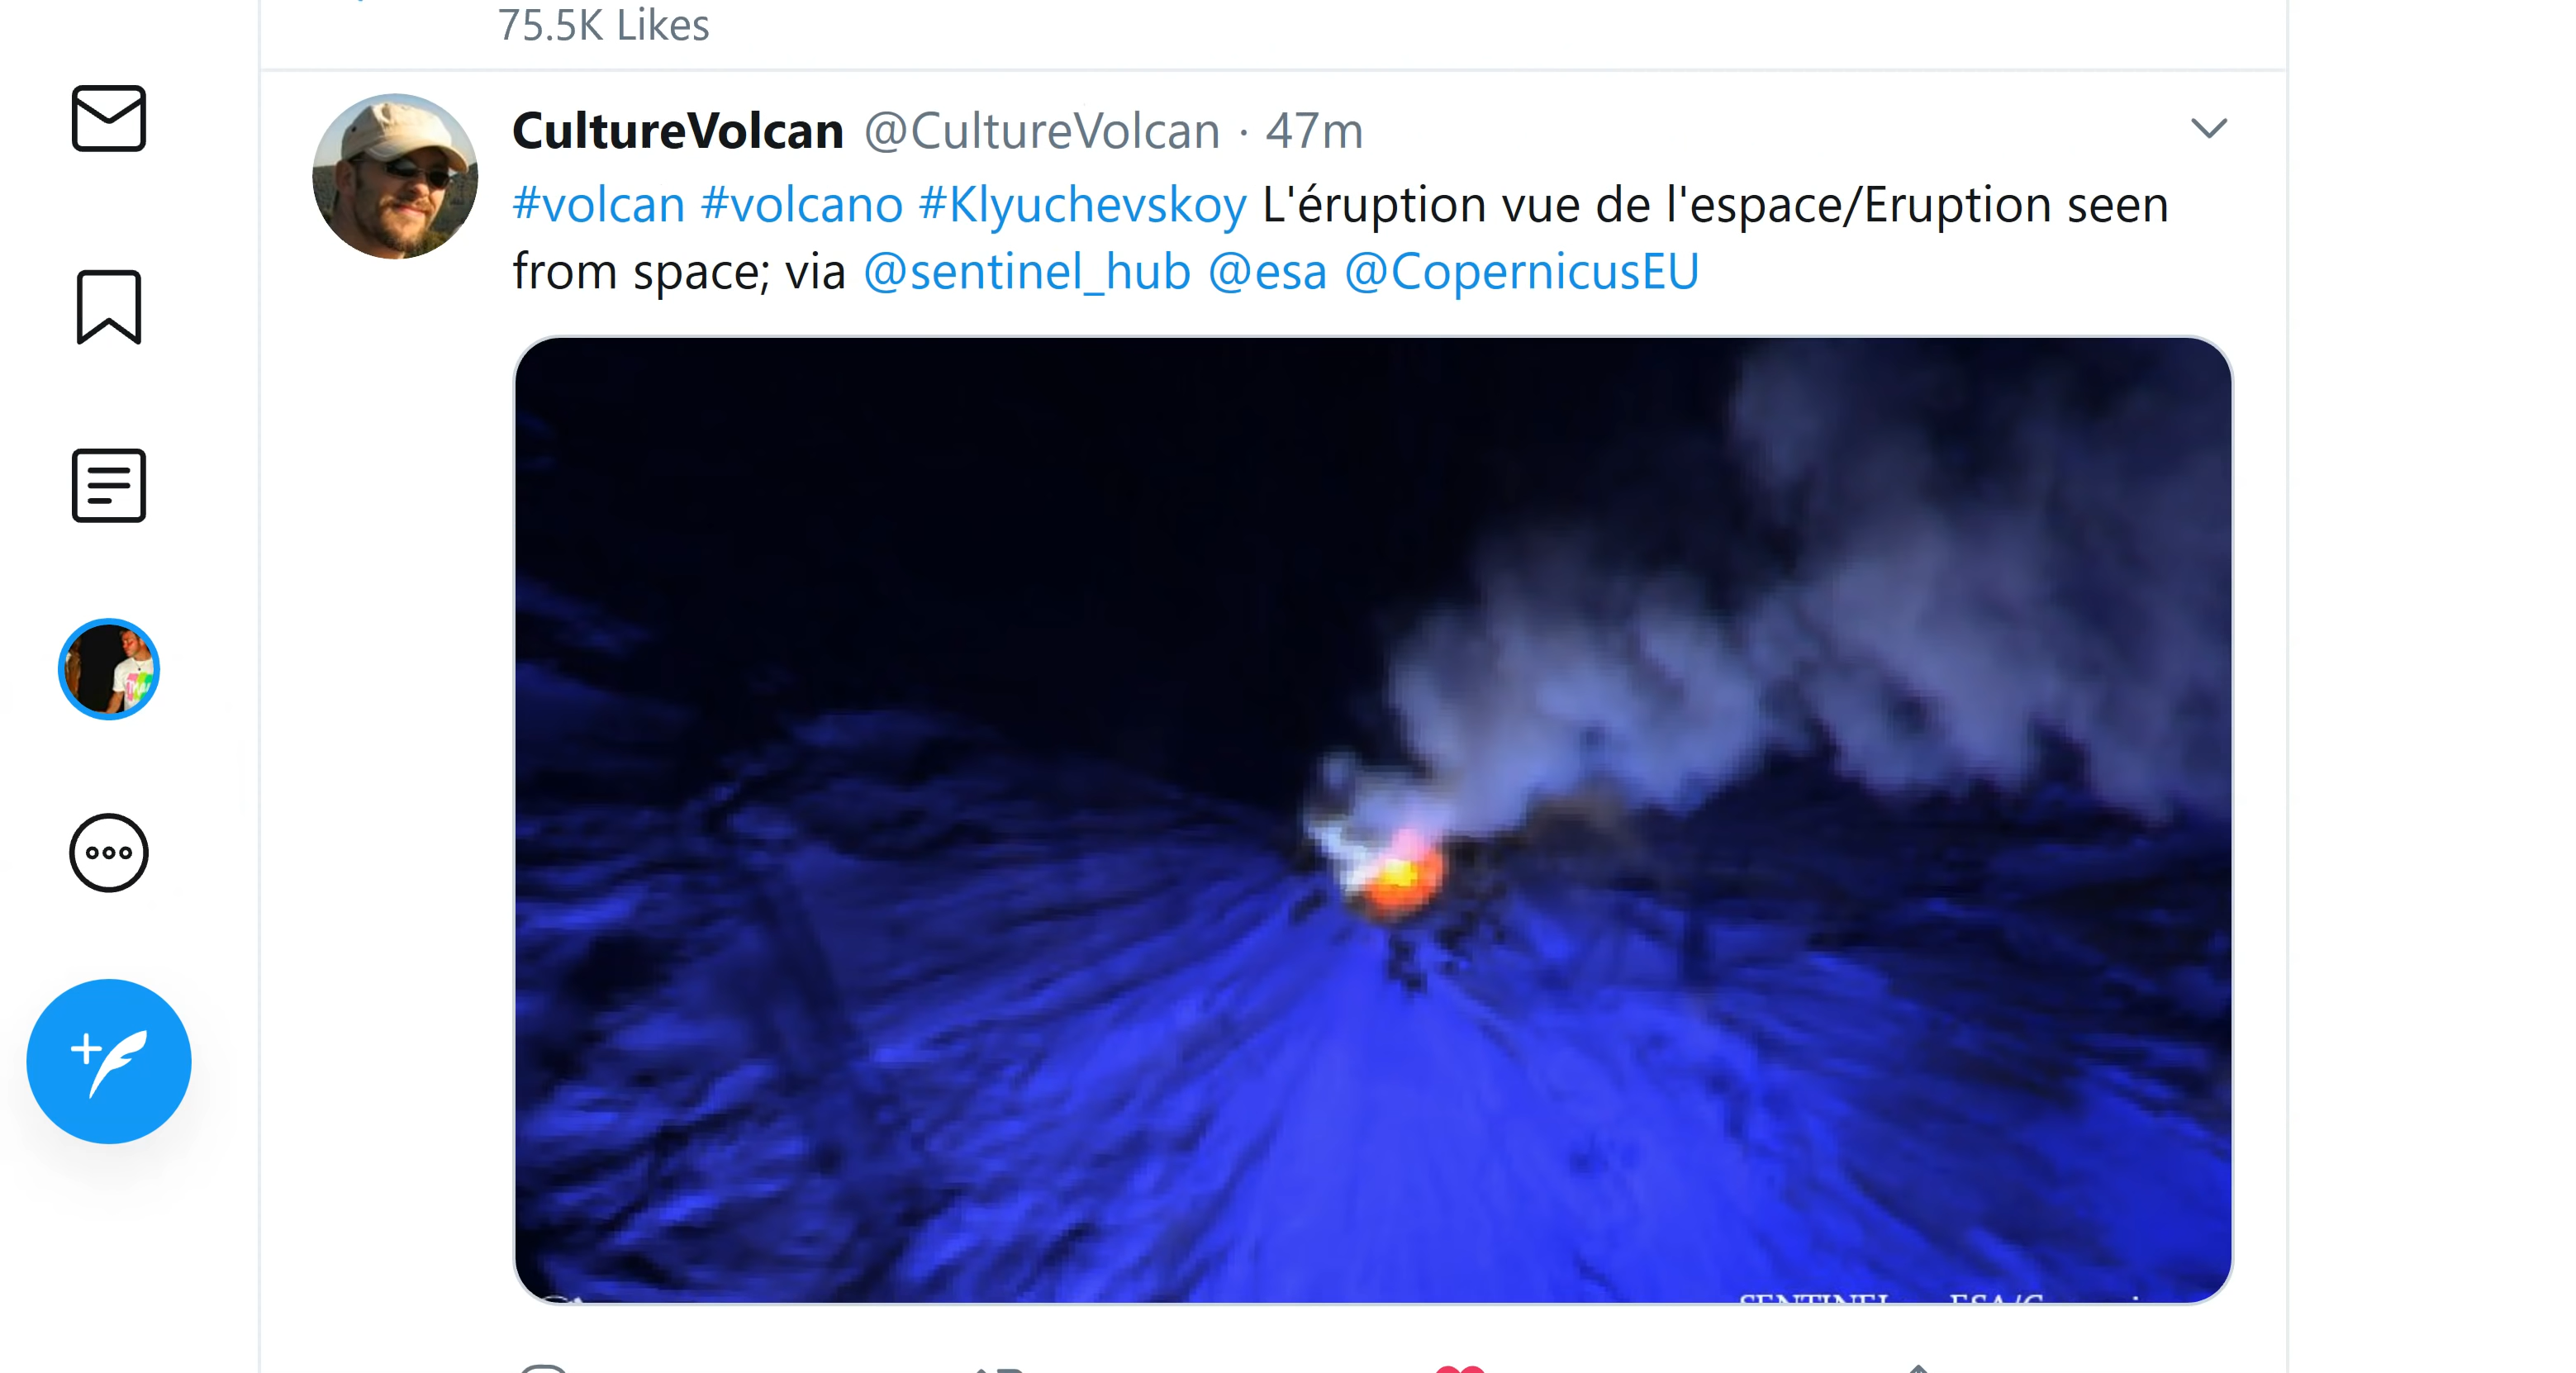 75.5K Likes
CultureVolcan @CultureVolcan · 47m
#volcan #volcano #Klyuchevskoy L'éruption vue de l'espace/Eruption seen
from space; via @sentinel_hub @esa @CopernicusEU
SENTINEL